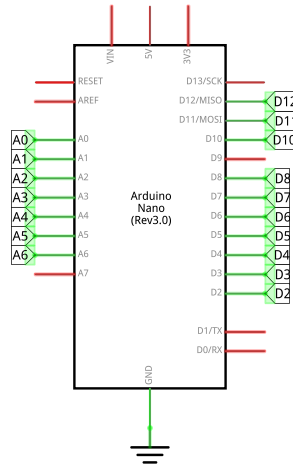 VIN 5V 3V3
RESET D13/SCK
AREF D12/MISO D12
D11/MOSI D11
A0 A0 D10 D10
A1 A1 D9
A2 A2 D8 D8
A3 A3 D7 D7
Arduino
Nano
(Rev3.0)
A4 A4 D6 D6
A5 A5 D5 D5
A6 A6 D4 D4
A7 D3 D3
D2 D2
D1/TX
D0/RX
GND